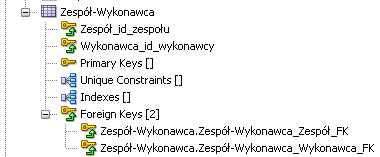 Zespół-Wykonawca
Zespół_id_zespołu
Wykonawca_id_wykonawcy
Primary Keys []
Unique Constraints []
Indexes []
Foreign Keys [2]
Zespół-Wykonawca.Zespół-Wykonawca_Zespół_FK
Zespół-Wykonawca.Zespół-Wykonawca_Wykonawca_FK